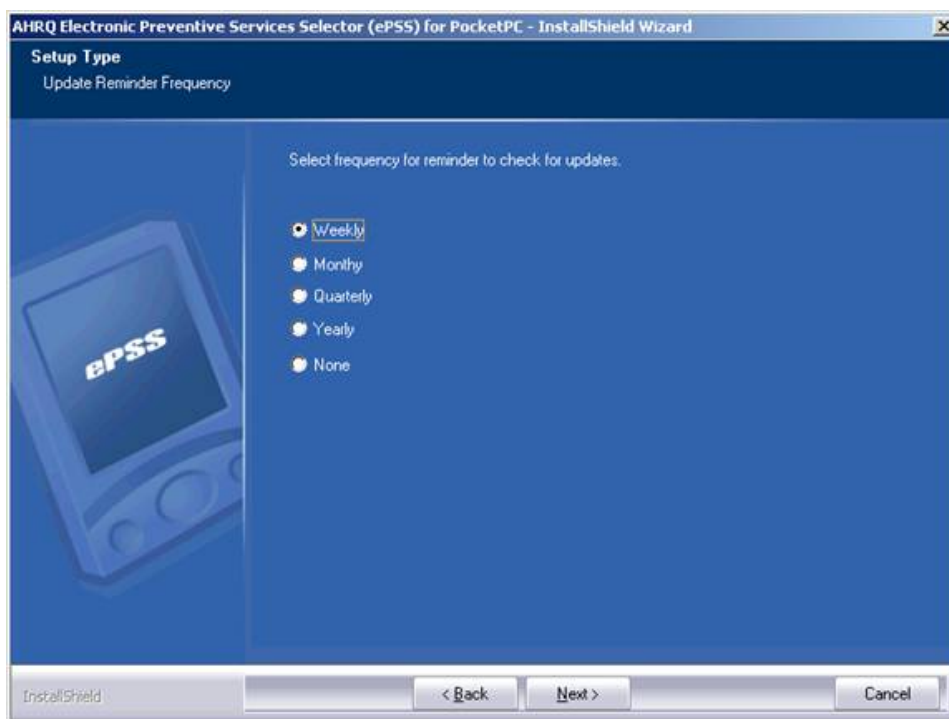 AHRQ Electronic Preventive Services Selector (ePSS) for PocketPC - InstallShield Wizard
Setup Type
Update Reminder Frequency
Select frequency for reminder to check for updates.
Weekly
Monthy
Quarterly
Yearly
None
ePSS
InstallShield
< Back
Next >
Cancel